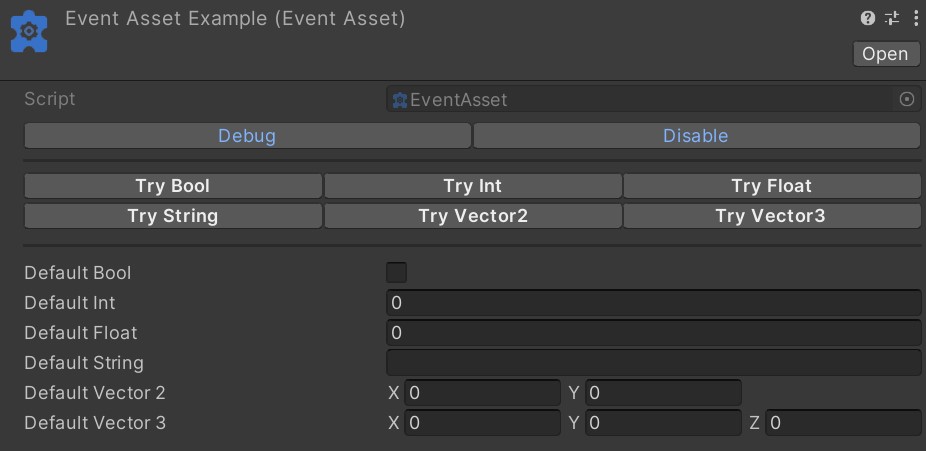 Event Asset Example (Event Asset)
Open
Script EventAsset
Debug Disable
Try Bool Try Int Try Float
Try String Try Vector2 Try Vector3
Default Bool
Default Int 0
Default Float 0
Default String
Default Vector 2 X 0 Y 0
Default Vector 3 X 0 Y 0 Z 0